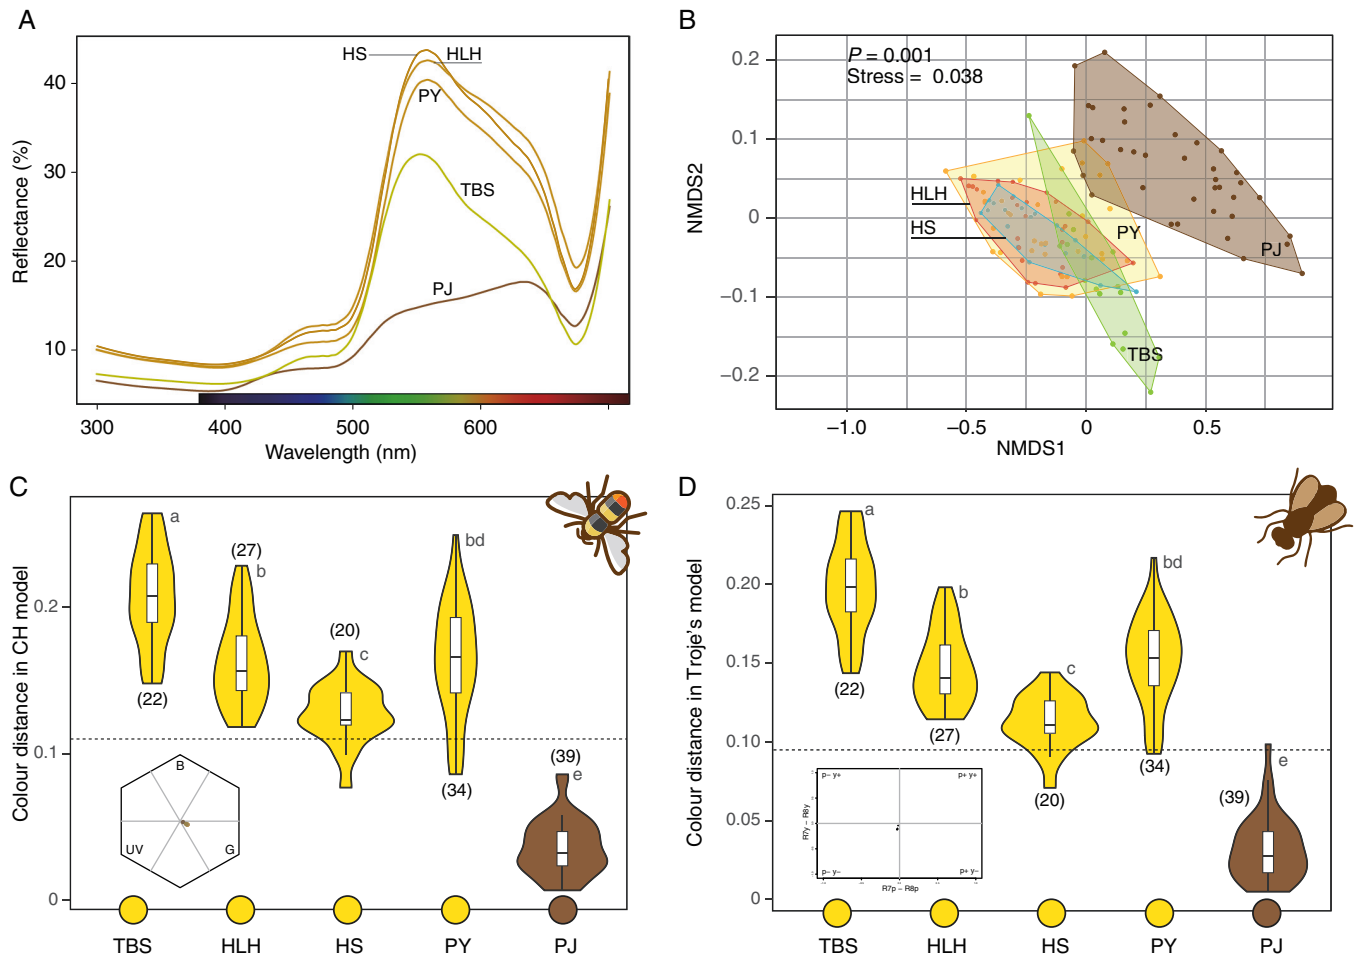 A
HS
HLH
PY
TBS
PJ
Reflectance (%)
40
30
20
10
300
400
500
600
Wavelength (nm)
B
P = 0.001
Stress = 0.038
HLH
HS
PY
PJ
TBS
NMDS2
0.2
0.1
0
−0.1
−0.2
−1.0
−0.5
0
0.5
NMDS1
C
Colour distance in CH model
0.2
0.1
0
a
(22)
(27)
b
(20)
c
bd
(34)
(39)
e
B
UV
G
TBS
HLH
HS
PY
PJ
D
Colour distance in Troje's model
0.25
0.20
0.15
0.10
0.05
0
a
(22)
b
(27)
c
(20)
bd
(34)
(39)
e
p− y+
p+ y+
R7y − R8y
p− y−
p+ y−
R7p − R8p
TBS
HLH
HS
PY
PJ